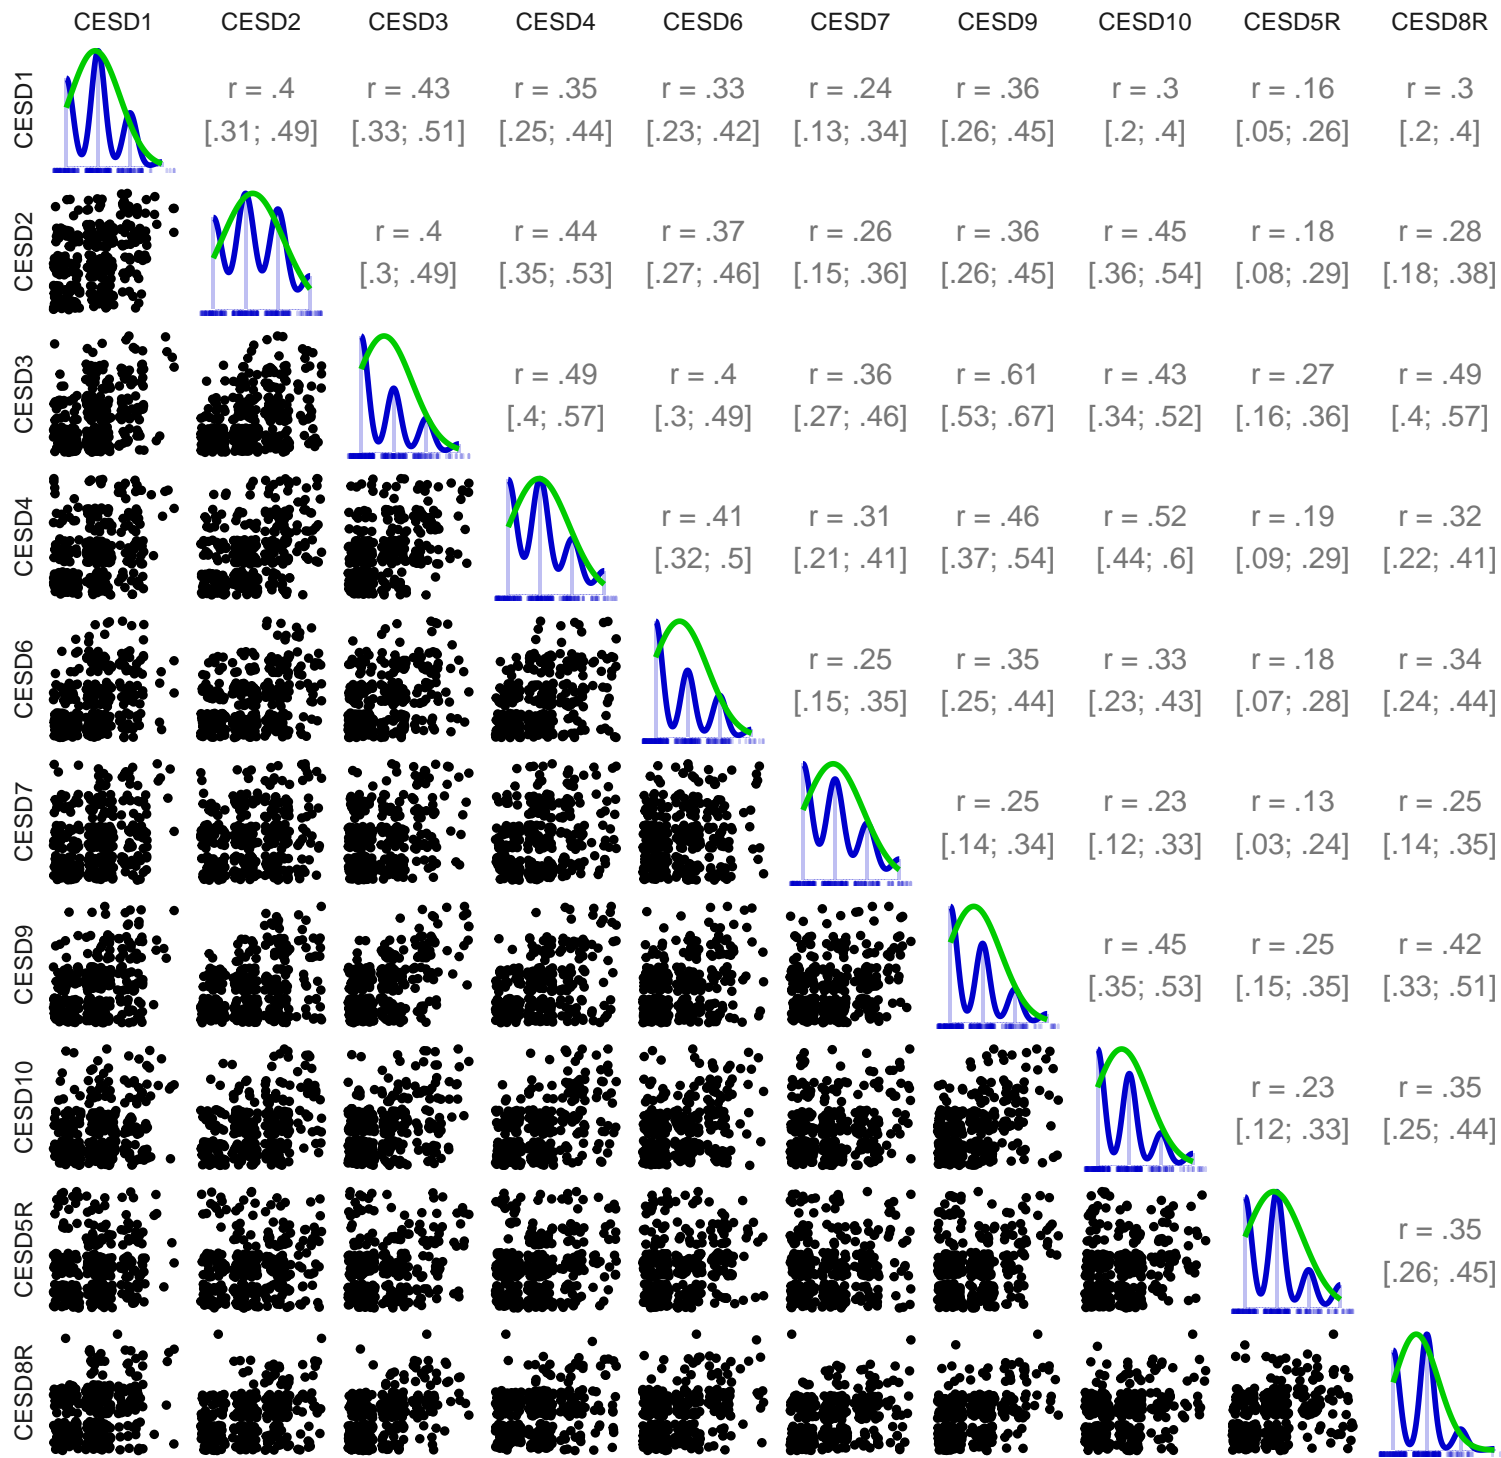 CESD1 CESD2 CESD3 CESD4 CESD6 CESD7 CESD9 CESD10 CESD5R CESD8R
CESD1
r = .4 r = .43 r = .35 r = .33 r = .24 r = .36 r = .3 r = .16 r = .3
[.31; .49] [.33; .51] [.25; .44] [.23; .42] [.13; .34] [.26; .45] [.2; .4] [.05; .26] [.2; .4]
CESD2
r = .4 r = .44 r = .37 r = .26 r = .36 r = .45 r = .18 r = .28
[.3; .49] [.35; .53] [.27; .46] [.15; .36] [.26; .45] [.36; .54] [.08; .29] [.18; .38]
CESD3
r = .49 r = .4 r = .36 r = .61 r = .43 r = .27 r = .49
[.4; .57] [.3; .49] [.27; .46] [.53; .67] [.34; .52] [.16; .36] [.4; .57]
CESD4
r = .41 r = .31 r = .46 r = .52 r = .19 r = .32
[.32; .5] [.21; .41] [.37; .54] [.44; .6] [.09; .29] [.22; .41]
CESD6
r = .25 r = .35 r = .33 r = .18 r = .34
[.15; .35] [.25; .44] [.23; .43] [.07; .28] [.24; .44]
CESD7
r = .25 r = .23 r = .13 r = .25
[.14; .34] [.12; .33] [.03; .24] [.14; .35]
CESD9
r = .45 r = .25 r = .42
[.35; .53] [.15; .35] [.33; .51]
CESD10
r = .23 r = .35
[.12; .33] [.25; .44]
CESD5R
r = .35
[.26; .45]
CESD8R